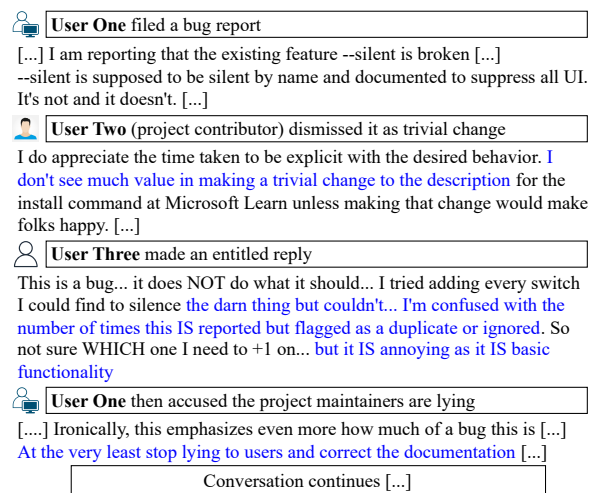 User One filed a bug report
[...] I am reporting that the existing feature --silent is broken [...]
--silent is supposed to be silent by name and documented to suppress all UI.
It's not and it doesn't. [...]
User Two (project contributor) dismissed it as trivial change
I do appreciate the time taken to be explicit with the desired behavior. I
don't see much value in making a trivial change to the description for the
install command at Microsoft Learn unless making that change would make
folks happy. [...]
User Three made an entitled reply
This is a bug... it does NOT do what it should... I tried adding every switch
I could find to silence the darn thing but couldn't... I'm confused with the
number of times this IS reported but flagged as a duplicate or ignored. So
not sure WHICH one I need to +1 on... but it IS annoying as it IS basic
functionality
User One then accused the project maintainers are lying
[....] Ironically, this emphasizes even more how much of a bug this is [...]
At the very least stop lying to users and correct the documentation [...]
Conversation continues [...]